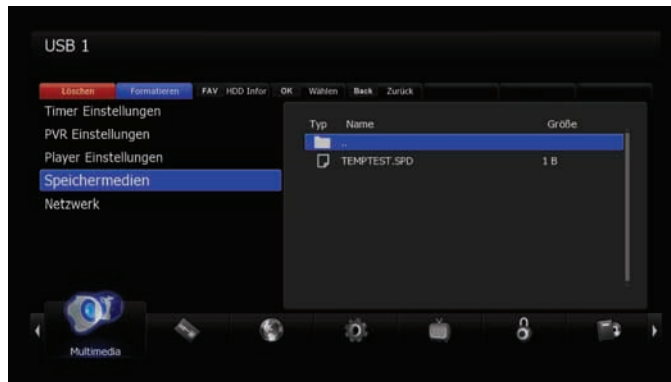 USB 1
Löschen Formatieren FAV HDD Infor OK Wählen Back Zurück
Timer Einstellungen
PVR Einstellungen
Player Einstellungen
Speichermedien
Netzwerk
Typ Name Größe
..
TEMPTEST.SPD 1 B
Multimedia